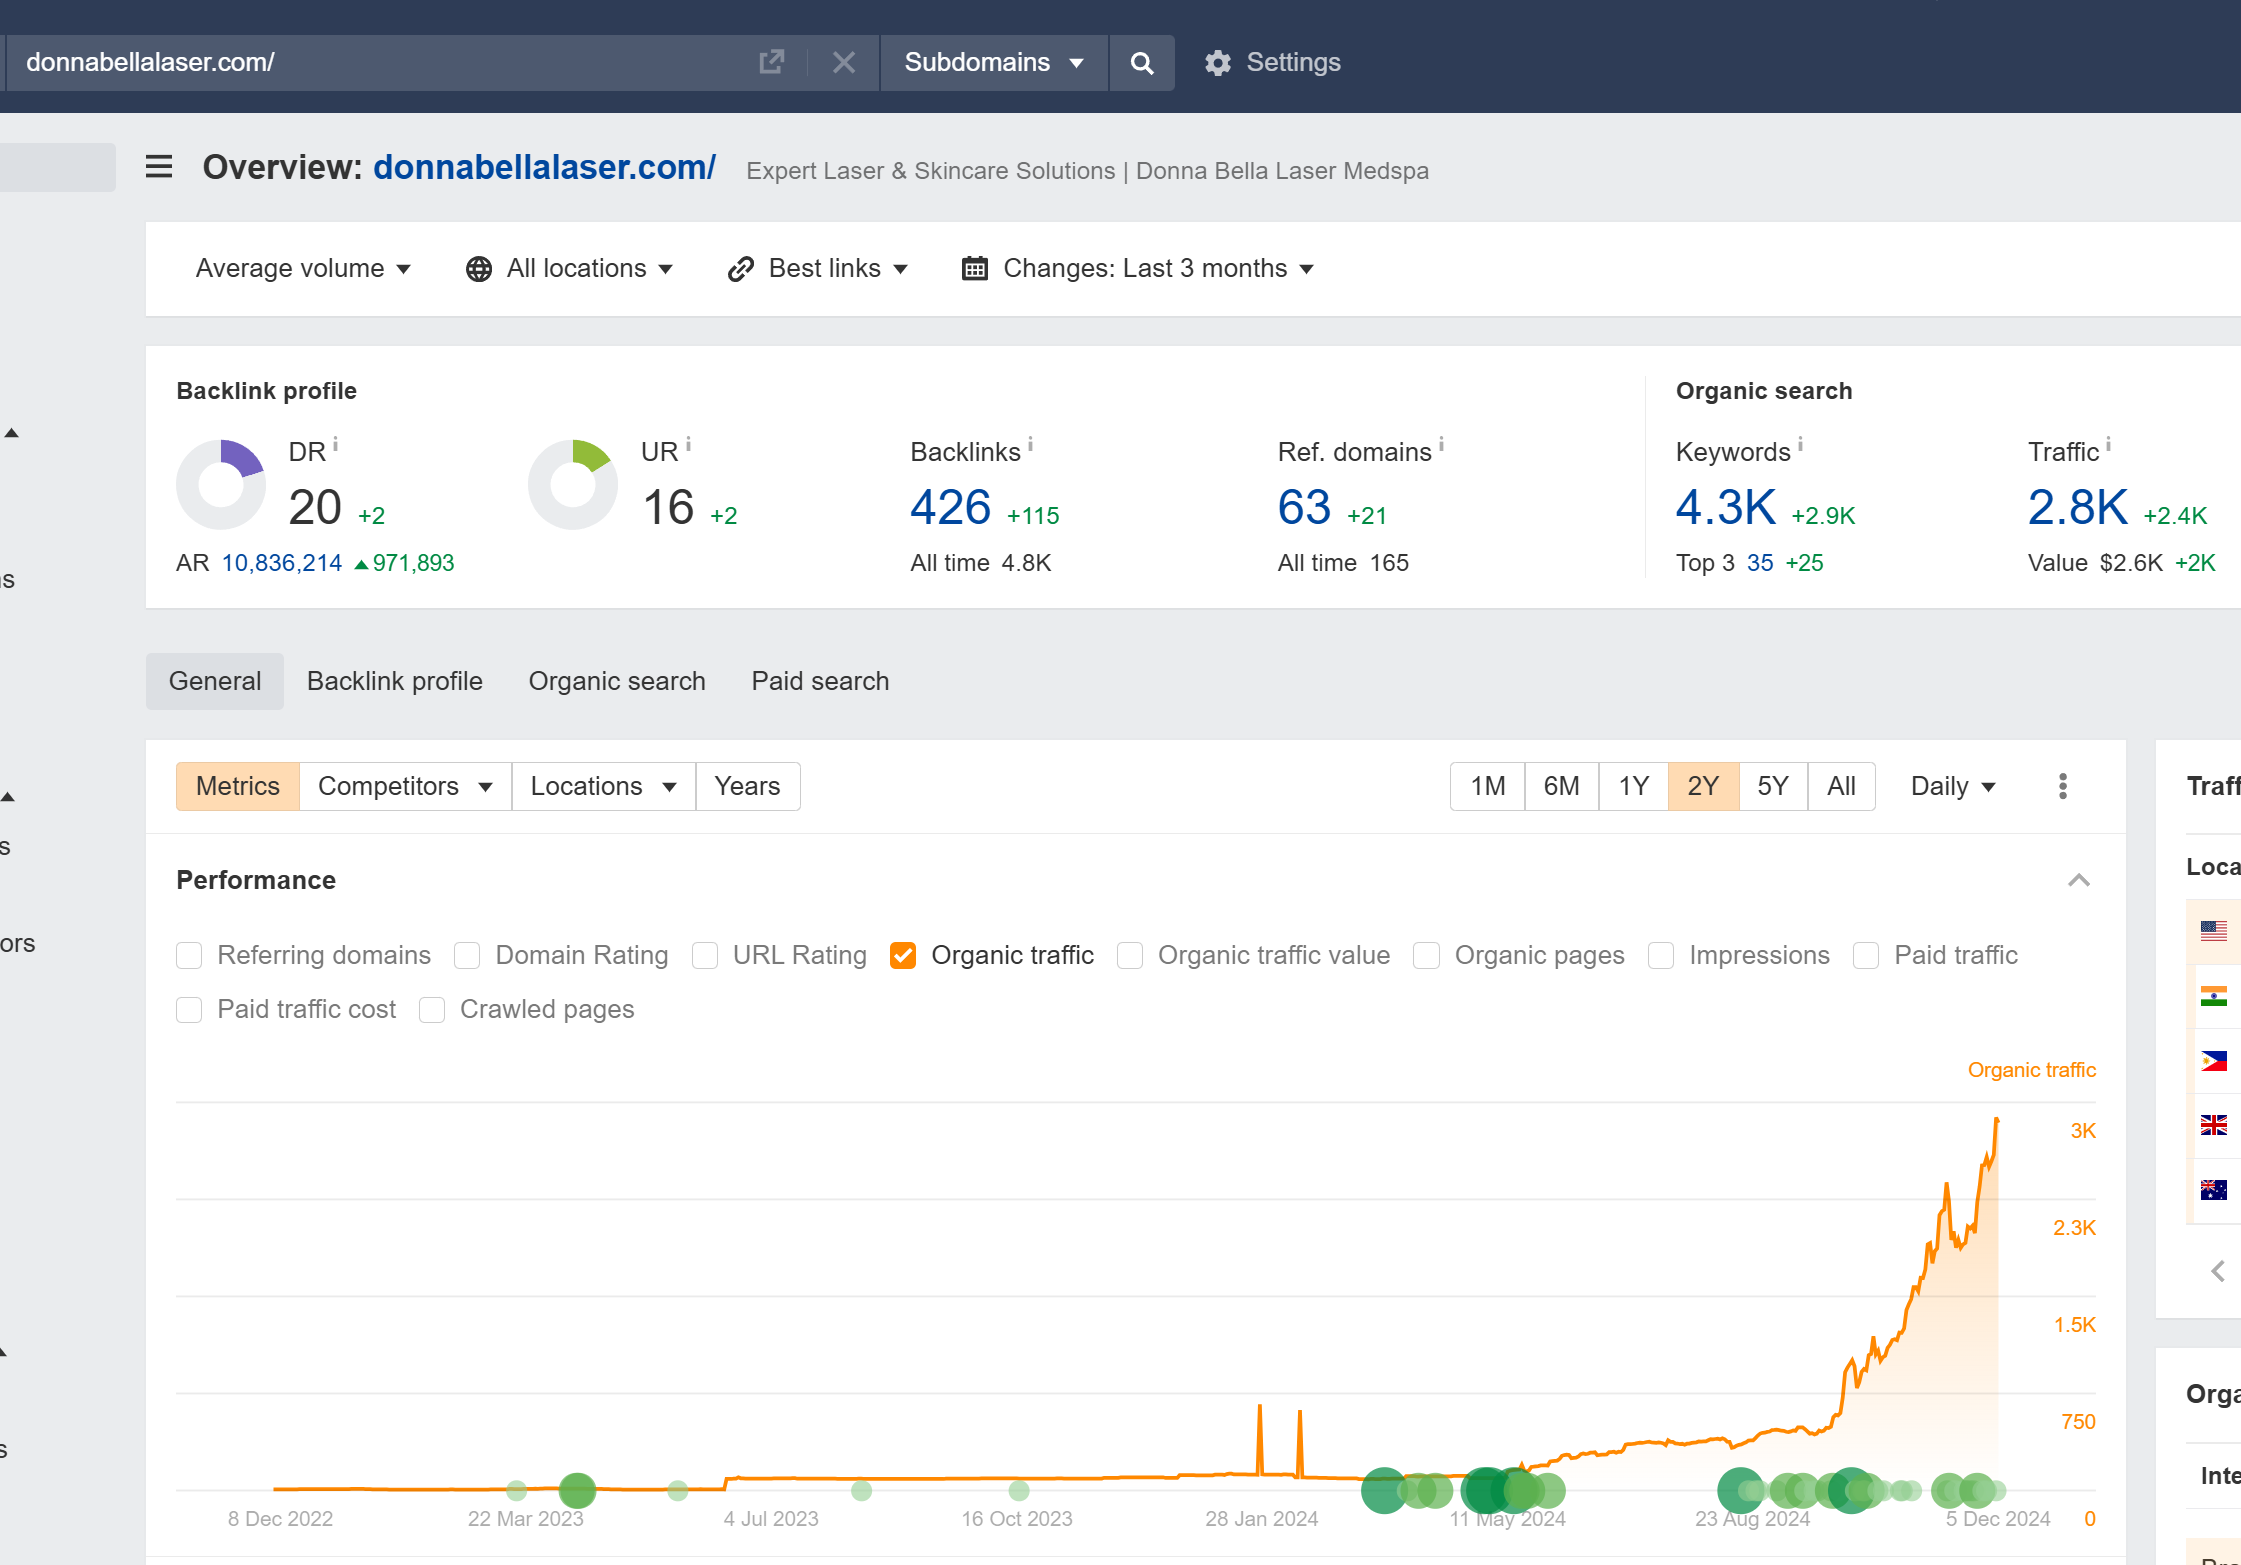 donnabellalaser.com/ Subdomains Settings
Overview: donnabellalaser.com/ Expert Laser & Skincare Solutions | Donna Bella Laser Medspa
Average volume All locations Best links Changes: Last 3 months
Backlink profile Organic search
DR i UR i Backlinks i Ref. domains i Keywords i Traffic i
20 +2 16 +2 426 +115 63 +21 4.3K +2.9K 2.8K +2.4K
AR 10,836,214 971,893 All time 4.8K All time 165 Top 3 35 +25 Value $2.6K +2K
General Backlink profile Organic search Paid search
Metrics Competitors Locations Years 1M 6M 1Y 2Y 5Y All Daily
Performance
Referring domains Domain Rating URL Rating Organic traffic Organic traffic value Organic pages Impressions Paid traffic
Paid traffic cost Crawled pages
Organic traffic
3K
2.3K
1.5K
750
8 Dec 2022 22 Mar 2023 4 Jul 2023 16 Oct 2023 28 Jan 2024 11 May 2024 23 Aug 2024 5 Dec 2024 0